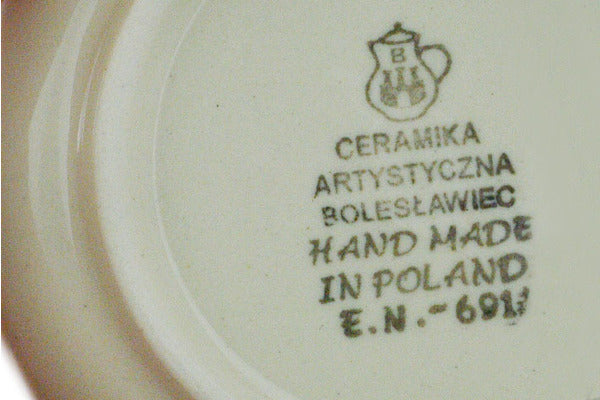 B
CERAMIKA
ARTYSTYCZNA
BOLESŁAWIEC
HAND MADE
IN POLAND